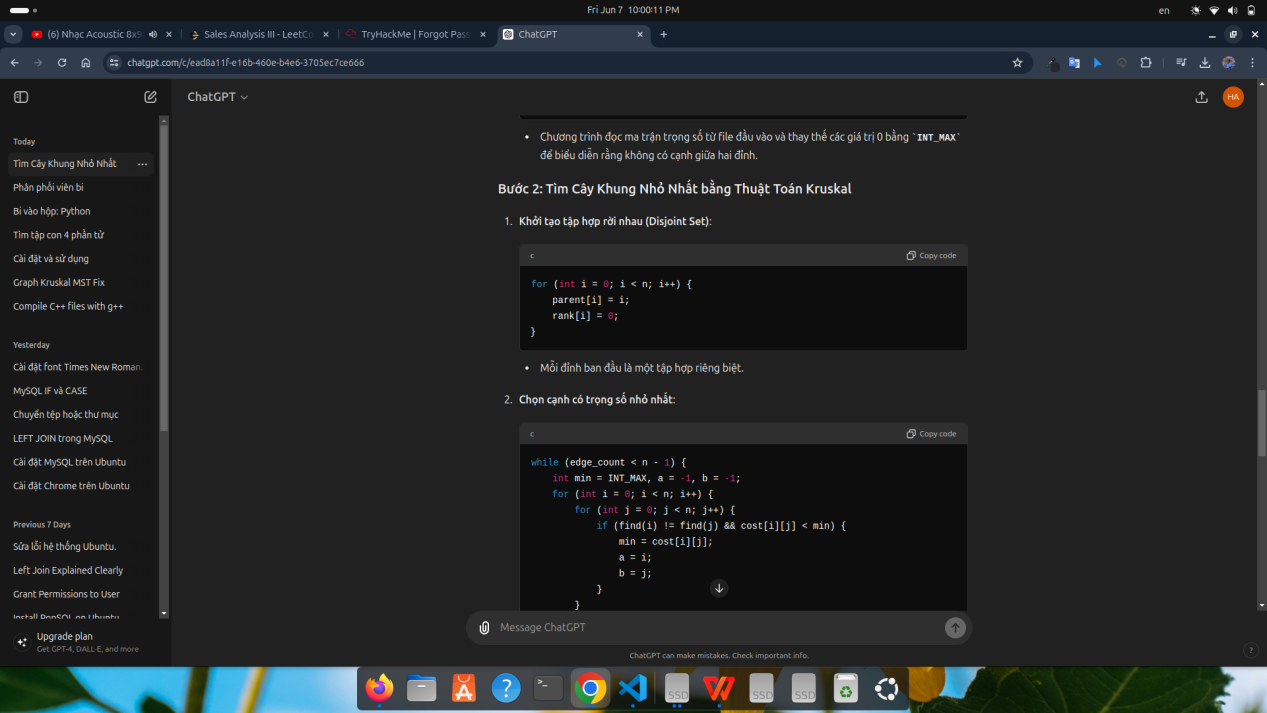 Fri Jun 7 10:00:11 PM
en
(6) Nhạc Acoustic 8x9
Sales Analysis III - LeetCo
TryHackMe | Forgot Pass
ChatGPT
chatgpt.com/c/ead8a11f-e16b-460e-b4e6-3705ec7ce666
ChatGPT
HA
Today
Tìm Cây Khung Nhỏ Nhất
Phân phối viên bi
Bi vào hộp: Python
Tìm tập con 4 phần tử
Cài đặt và sử dụng
Graph Kruskal MST Fix
Compile C++ files with g++
Yesterday
Cài đặt font Times New Roman.
MySQL IF và CASE
Chuyển tệp hoặc thư mục
LEFT JOIN trong MySQL
Cài đặt MySQL trên Ubuntu
Cài đặt Chrome trên Ubuntu
Previous 7 Days
Sửa lỗi hệ thống Ubuntu.
Left Join Explained Clearly
Grant Permissions to User
Install PopSQL on Ubuntu
Upgrade plan
Get GPT-4, DALL-E, and more
• Chương trình đọc ma trận trọng số từ file đầu vào và thay thế các giá trị 0 bằng `INT_MAX`
để biểu diễn rằng không có cạnh giữa hai đỉnh.
Bước 2: Tìm Cây Khung Nhỏ Nhất bằng Thuật Toán Kruskal
1. Khởi tạo tập hợp rời nhau (Disjoint Set):
c
Copy code
for (int i = 0; i < n; i++) {
parent[i] = i;
rank[i] = 0;
}
• Mỗi đỉnh ban đầu là một tập hợp riêng biệt.
2. Chọn cạnh có trọng số nhỏ nhất:
c
Copy code
while (edge_count < n - 1) {
int min = INT_MAX, a = -1, b = -1;
for (int i = 0; i < n; i++) {
for (int j = 0; j < n; j++) {
if (find(i) != find(j) && cost[i][j] < min) {
min = cost[i][j];
a = i;
b = j;
}
}
Message ChatGPT
ChatGPT can make mistakes. Check important info.
?
SSD
SSD
SSD